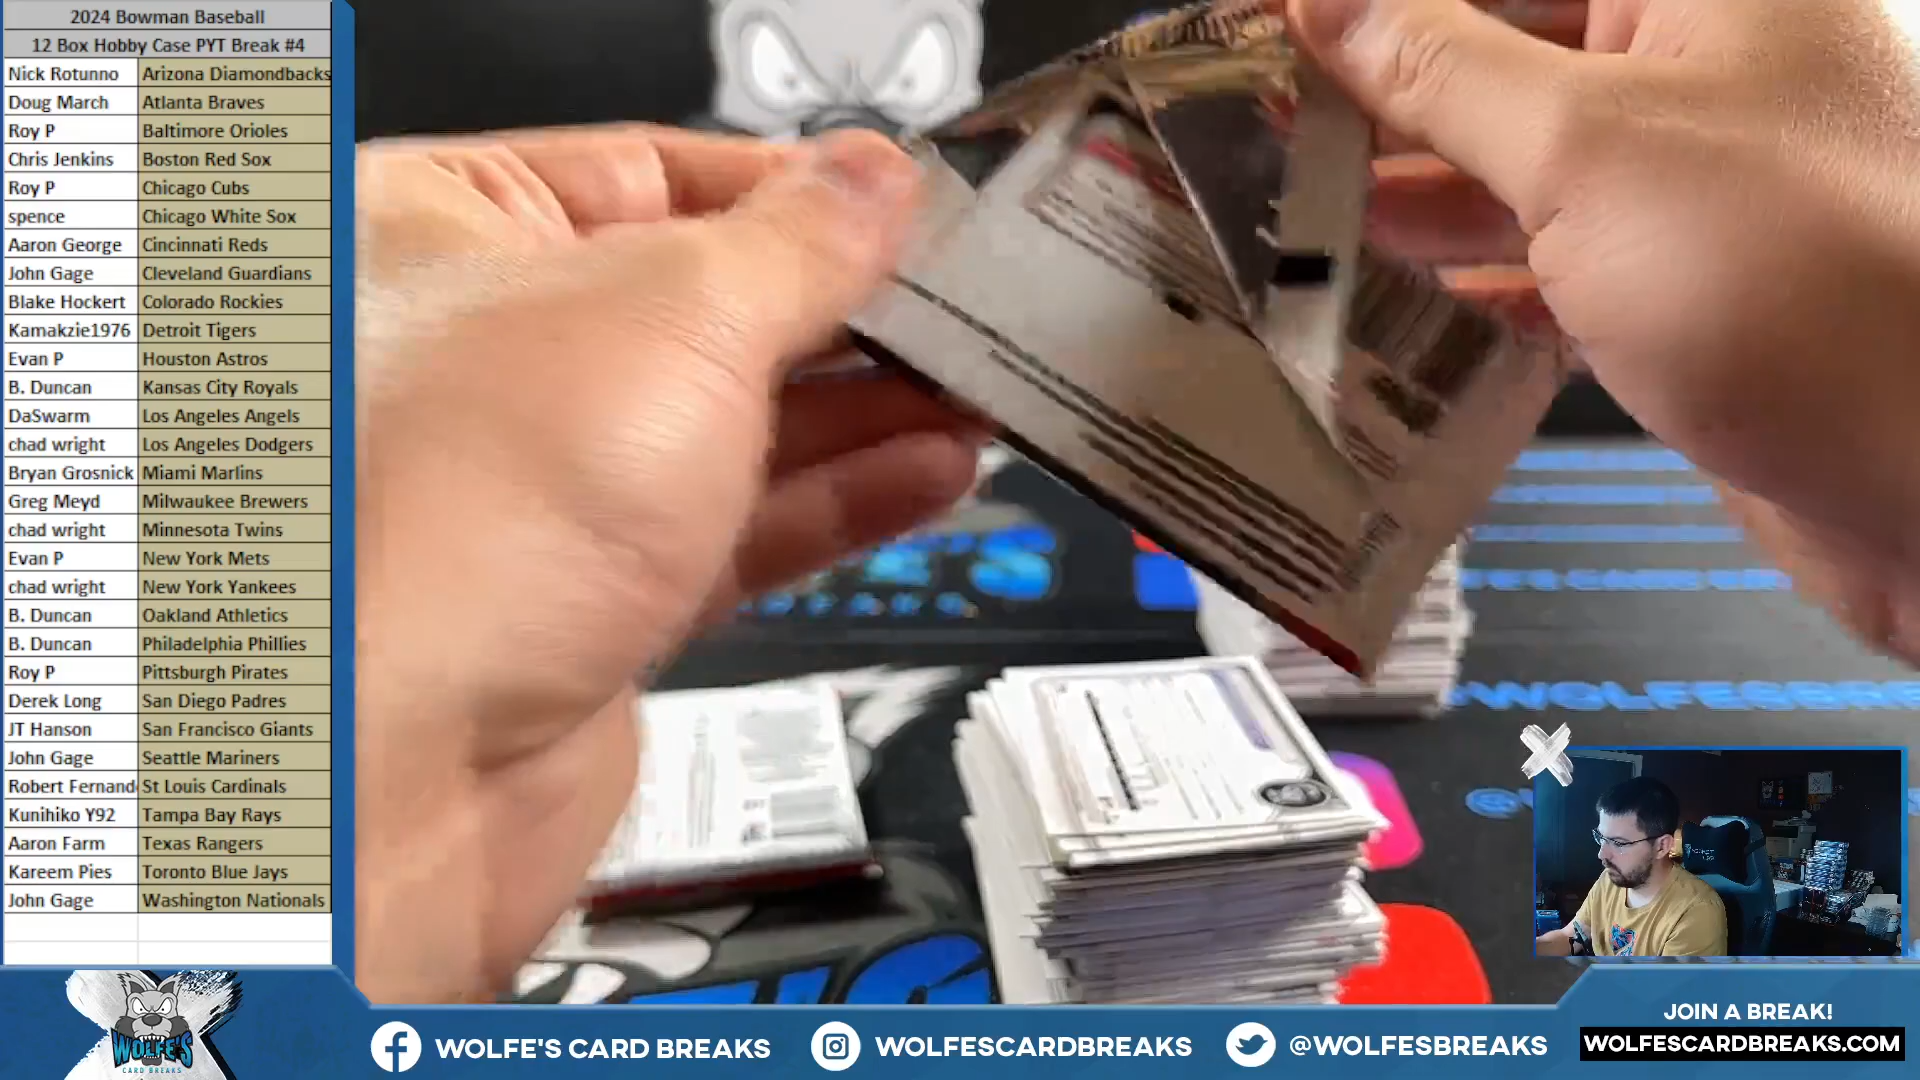 2024 Bowman Baseball
12 Box Hobby Case PYT Break #4
Nick Rotunno Arizona Diamondbacks
Doug March Atlanta Braves
Roy P Baltimore Orioles
Chris Jenkins Boston Red Sox
Roy P Chicago Cubs
spence Chicago White Sox
Aaron George Cincinnati Reds
John Gage Cleveland Guardians
Blake Hockert Colorado Rockies
Kamakzie1976 Detroit Tigers
Evan P Houston Astros
B. Duncan Kansas City Royals
DaSwarm Los Angeles Angels
chad wright Los Angeles Dodgers
Bryan Grosnick Miami Marlins
Greg Meyd Milwaukee Brewers
chad wright Minnesota Twins
Evan P New York Mets
chad wright New York Yankees
B. Duncan Oakland Athletics
B. Duncan Philadelphia Phillies
Roy P Pittsburgh Pirates
Derek Long San Diego Padres
JT Hanson San Francisco Giants
John Gage Seattle Mariners
Robert Fernand St Louis Cardinals
Kunihiko Y92 Tampa Bay Rays
Aaron Farm Texas Rangers
Kareem Pies Toronto Blue Jays
John Gage Washington Nationals
WOLFE'S
CARD BREAKS
WOLFE'S CARD BREAKS
WOLFESCARDBREAKS
@WOLFESBREAKS
JOIN A BREAK!
WOLFESCARDBREAKS.COM